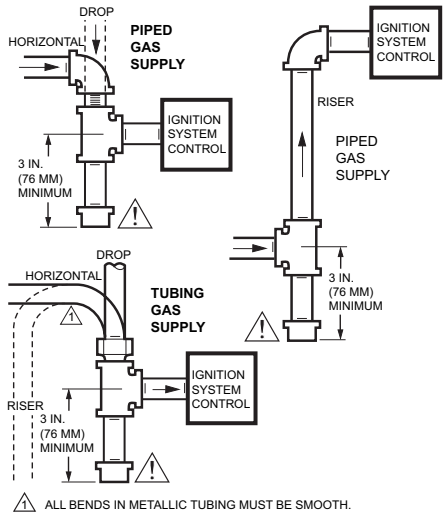 DROP
HORIZONTAL
PIPED
GAS
SUPPLY
IGNITION
SYSTEM
CONTROL
3 IN.
(76 MM)
MINIMUM
!
IGNITION
SYSTEM
CONTROL
RISER
PIPED
GAS
SUPPLY
3 IN.
(76 MM)
MINIMUM
!
DROP
HORIZONTAL
TUBING
GAS
SUPPLY
1
IGNITION
SYSTEM
CONTROL
RISER
3 IN.
(76 MM)
MINIMUM
!
1 ALL BENDS IN METALLIC TUBING MUST BE SMOOTH.